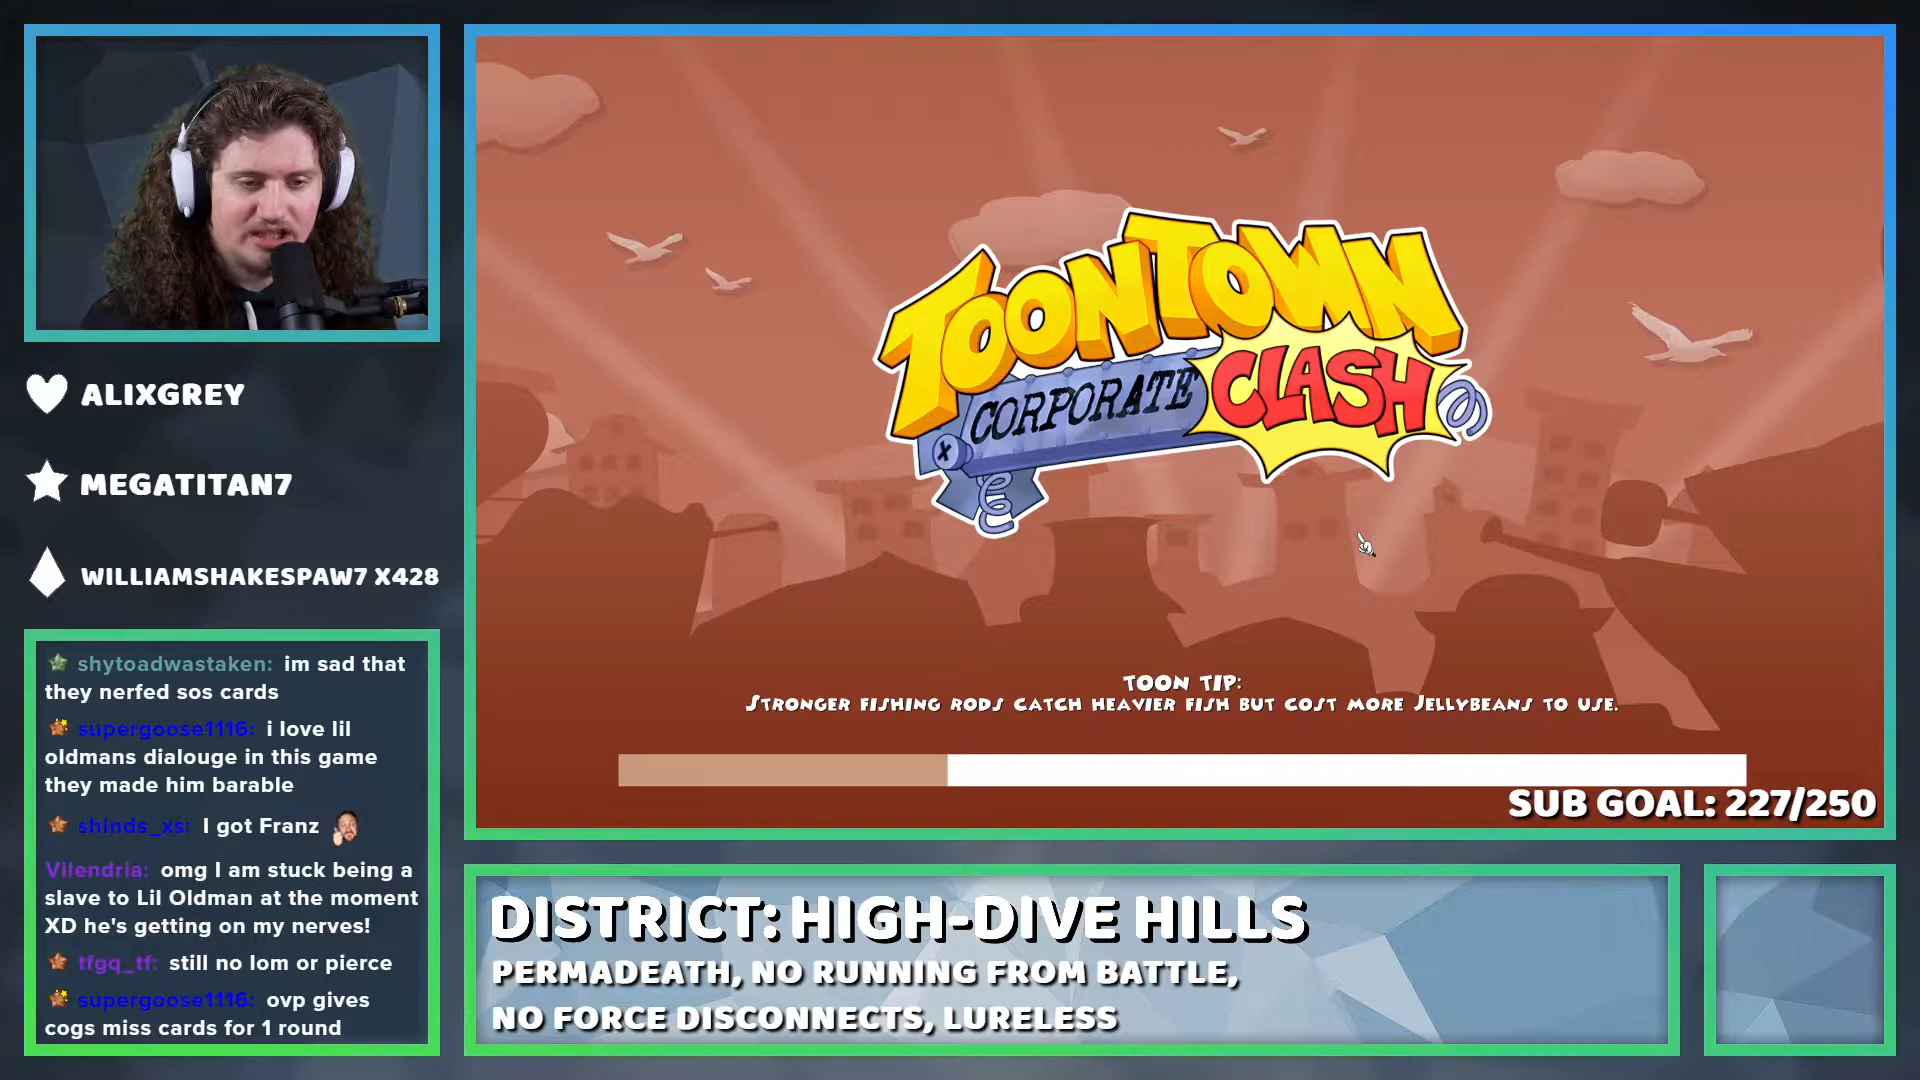 ALIXGREY
MEGATITAN7
WILLIAMSHAKESPAW7 X428
shytoadwastaken: im sad that
they nerfed sos cards
supergoose1116: i love lil
oldmans dialouge in this game
they made him barable
shinds_xs: I got Franz
Vilendria: omg I am stuck being a
slave to Lil Oldman at the moment
XD he's getting on my nerves!
tfgq_tf: still no lom or pierce
supergoose1116: ovp gives
cogs miss cards for 1 round
TOONTOWN
CORPORATE CLASH
TOON TIP:
STRONGER FISHING RODS CATCH HEAVIER FISH BUT COST MORE JELLYBEANS TO USE.
SUB GOAL: 227/250
DISTRICT: HIGH-DIVE HILLS
PERMADEATH, NO RUNNING FROM BATTLE,
NO FORCE DISCONNECTS, LURELESS